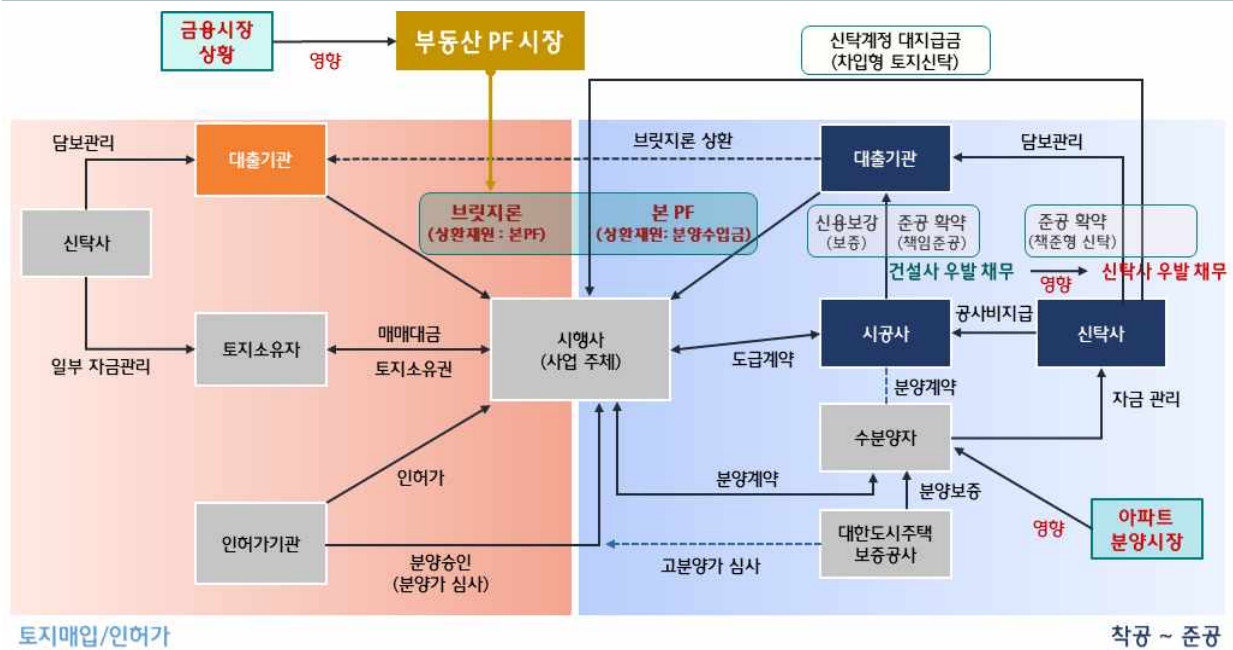 금융시장
상황
영향
부동산 PF 시장
신탁계정 대지급금
(차입형 토지신탁)
담보관리
대출기관
브릿지론 상환
대출기관
담보관리
신탁사
브릿지론
(상환재원 : 본PF)
본 PF
(상환재원: 분양수입금)
신용보강
(보증)
준공 확약
(책임준공)
준공 확약
(책준형 신탁)
건설사 우발 채무
영향
신탁사 우발 채무
일부 자금관리
토지소유자
매매대금
토지소유권
시행사
(사업 주체)
도급계약
시공사
공사비지급
신탁사
분양계약
자금 관리
수분양자
인허가
분양계약
분양보증
인허가기관
분양승인
(분양가 심사)
고분양가 심사
대한도시주택
보증공사
영향
아파트
분양시장
토지매입/인허가
착공 ~ 준공